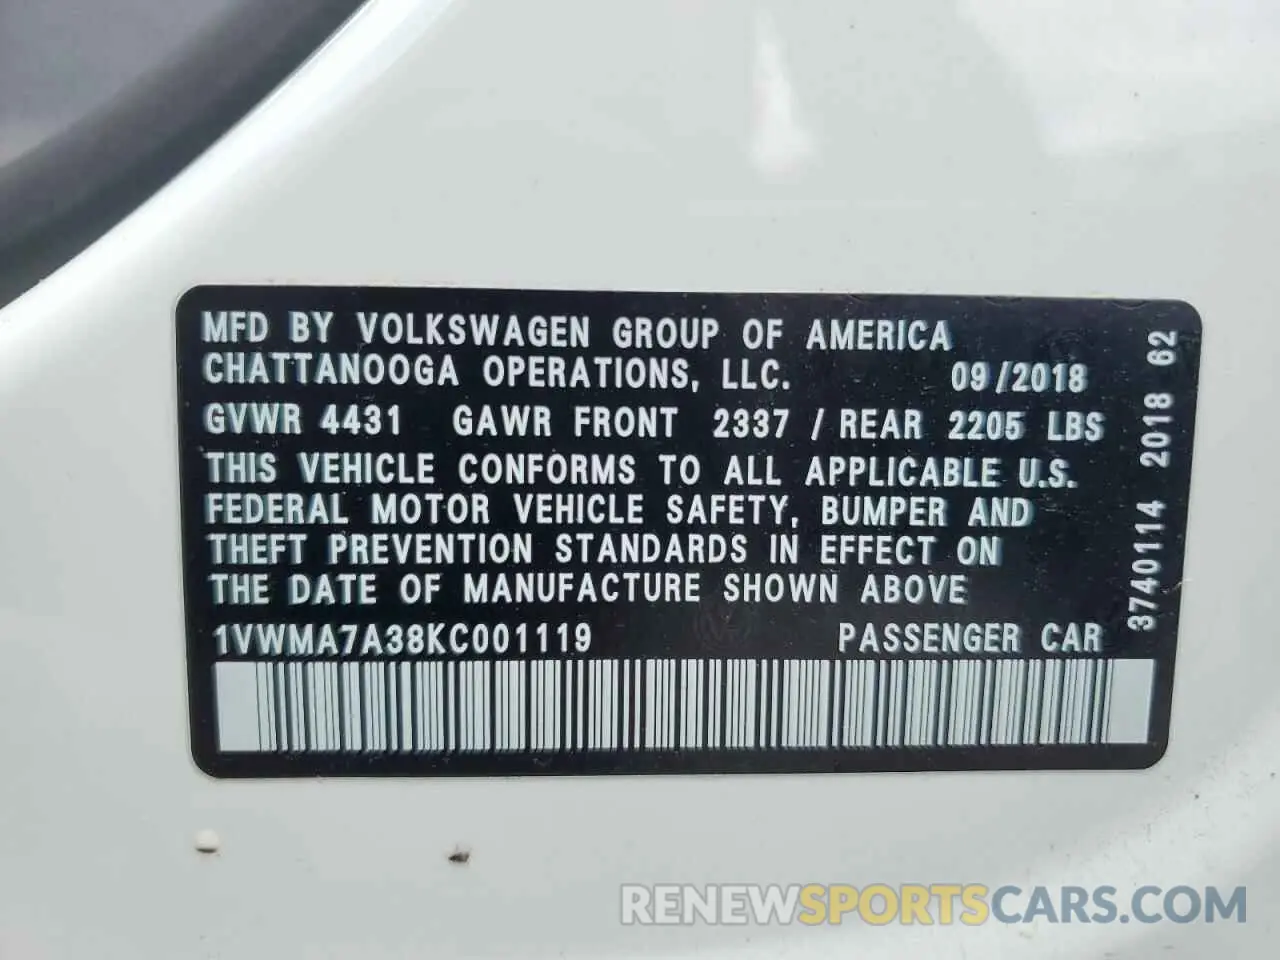 MFD BY VOLKSWAGEN GROUP OF AMERICA
CHATTANOOGA OPERATIONS, LLC. 09/2018
GVWR 4431 GAWR FRONT 2337 / REAR 2205 LBS
THIS VEHICLE CONFORMS TO ALL APPLICABLE U.S.
FEDERAL MOTOR VEHICLE SAFETY, BUMPER AND
THEFT PREVENTION STANDARDS IN EFFECT ON
THE DATE OF MANUFACTURE SHOWN ABOVE
1VWMA7A38KC001119 PASSENGER CAR
3740114 2018 62
RENEWSPORTSCARS.COM